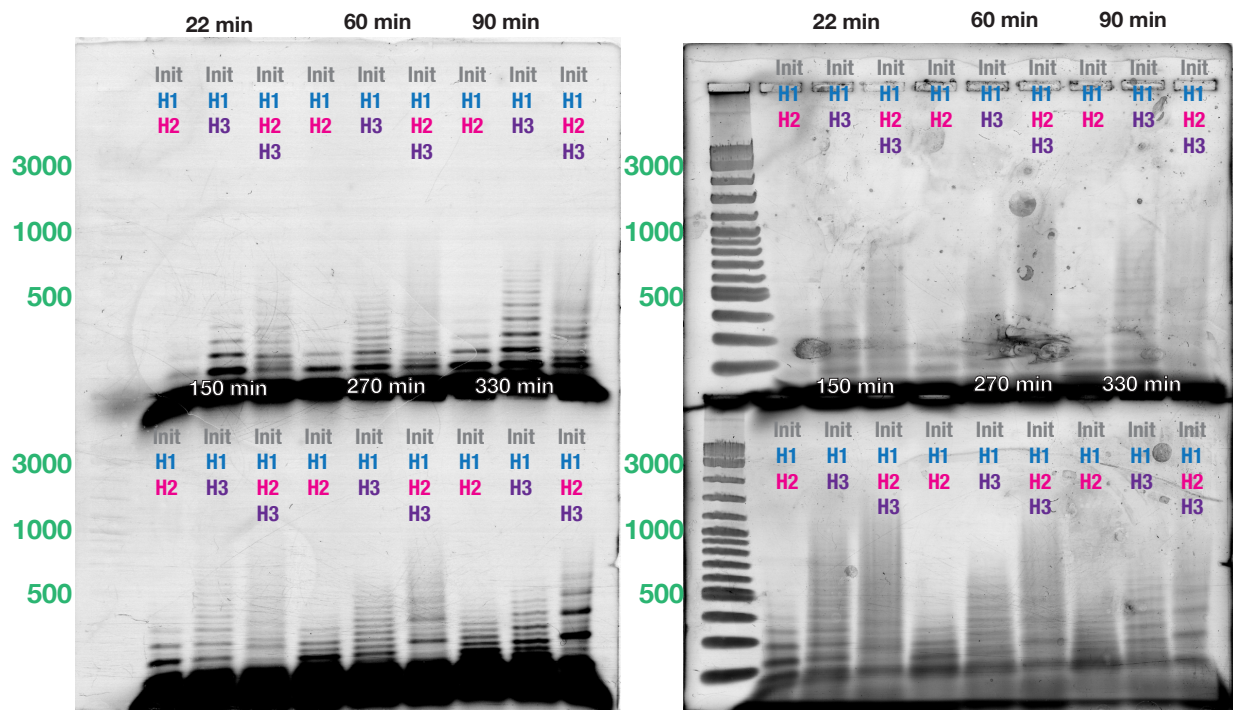 22 min 60 min 90 min 22 min 60 min 90 min
Init Init Init Init Init Init Init Init Init
H1 H1 H1 H1 H1 H1 H1 H1 H1
H2 H3 H2 H2 H3 H2 H2 H3 H2
H3 H3 H3
3000
1000
500
150 min 270 min 330 min
Init Init Init Init Init Init Init Init Init
H1 H1 H1 H1 H1 H1 H1 H1 H1
H2 H3 H2 H2 H3 H2 H2 H3 H2
H3 H3 H3
3000
1000
500
Init Init Init Init Init Init Init Init Init
H1 H1 H1 H1 H1 H1 H1 H1 H1
H2 H3 H2 H2 H3 H2 H2 H3 H2
H3 H3 H3
3000
1000
500
150 min 270 min 330 min
Init Init Init Init Init Init Init Init Init
H1 H1 H1 H1 H1 H1 H1 H1 H1
H2 H3 H2 H2 H3 H2 H2 H3 H2
H3 H3 H3
3000
1000
500